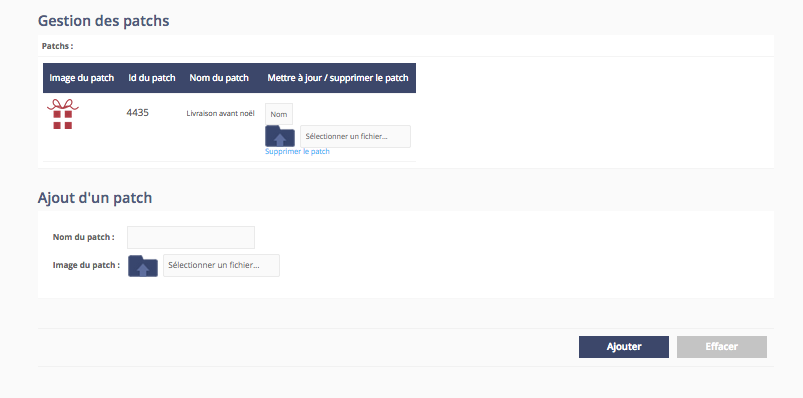 Gestion des patchs
Patchs :
Image du patch Id du patch Nom du patch Mettre à jour / supprimer le patch
4435 Livraison avant noël Nom
Sélectionner un fichier...
Supprimer le patch
Ajout d'un patch
Nom du patch :
Image du patch : Sélectionner un fichier...
Ajouter Effacer